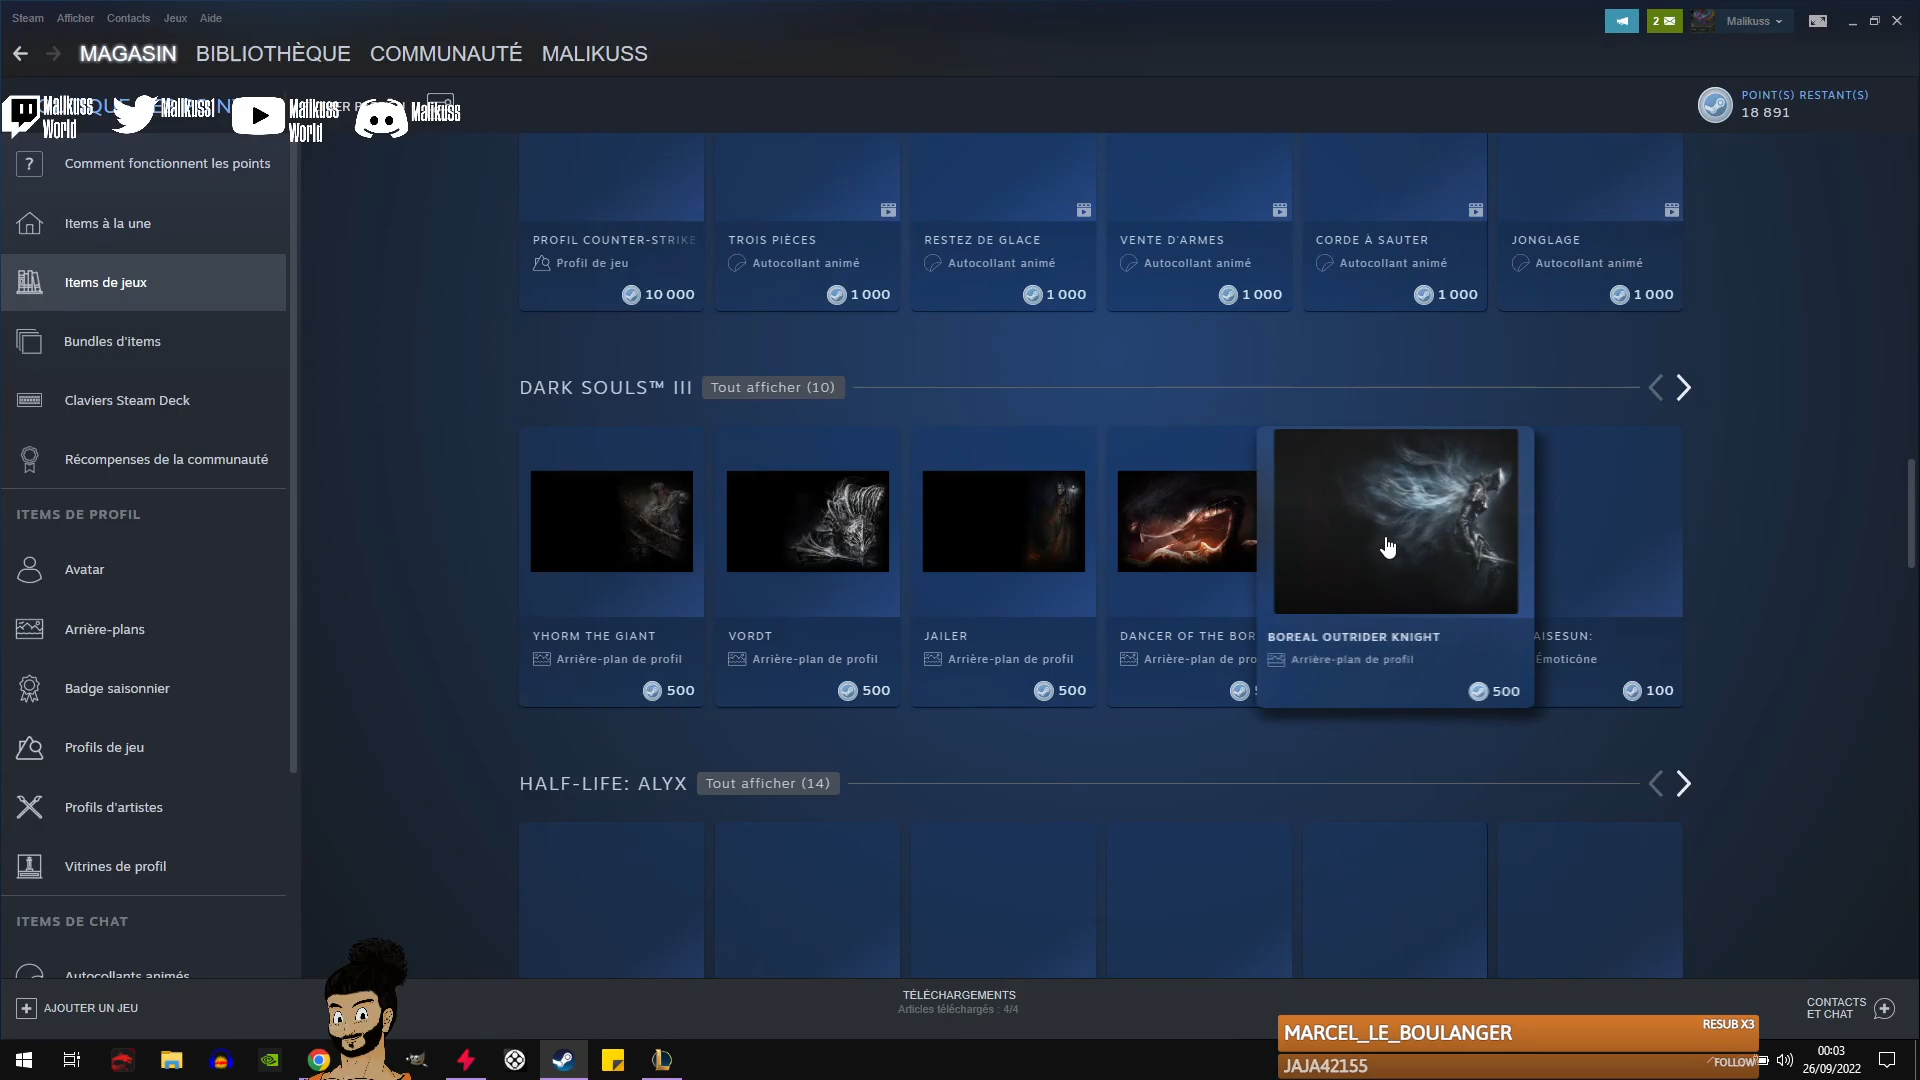 Steam Afficher Contacts Jeux Aide
2
Malikuss
MAGASIN BIBLIOTHÈQUE COMMUNAUTÉ MALIKUSS
Malikuss World
Malikuss1
Malikuss World
Malikuss
POINT(S) RESTANT(S)
18 891
Comment fonctionnent les points
Items à la une
Items de jeux
Bundles d'items
Claviers Steam Deck
Récompenses de la communauté
ITEMS DE PROFIL
Avatar
Arrière-plans
Badge saisonnier
Profils de jeu
Profils d'artistes
Vitrines de profil
ITEMS DE CHAT
Autocollants animés
PROFIL COUNTER-STRIKE
Profil de jeu
10 000
TROIS PIÈCES
Autocollant animé
1 000
RESTEZ DE GLACE
Autocollant animé
1 000
VENTE D'ARMES
Autocollant animé
1 000
CORDE À SAUTER
Autocollant animé
1 000
JONGLAGE
Autocollant animé
1 000
DARK SOULS™ III Tout afficher (10)
YHORM THE GIANT
Arrière-plan de profil
500
VORDT
Arrière-plan de profil
500
JAILER
Arrière-plan de profil
500
DANCER OF THE BOR
Arrière-plan de pro
BOREAL OUTRIDER KNIGHT
Arrière-plan de profil
500
AISESUN:
Émoticône
100
HALF-LIFE: ALYX Tout afficher (14)
AJOUTER UN JEU
TÉLÉCHARGEMENTS
Articles téléchargés : 4/4
CONTACTS
ET CHAT
MARCEL_LE_BOULANGER RESUB X3
JAJA42155 FOLLOW
00:03
26/09/2022